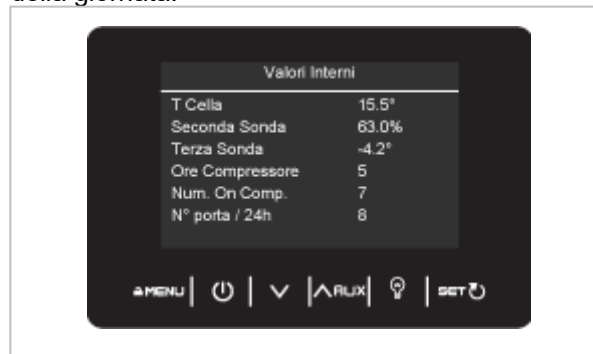 della giornata.
Valori Interni
T Cella 15.5°
Seconda Sonda 63.0%
Terza Sonda -4.2°
Ore Compressore 5
Num. On Comp. 7
N° porta / 24h 8
MENU AUX SET